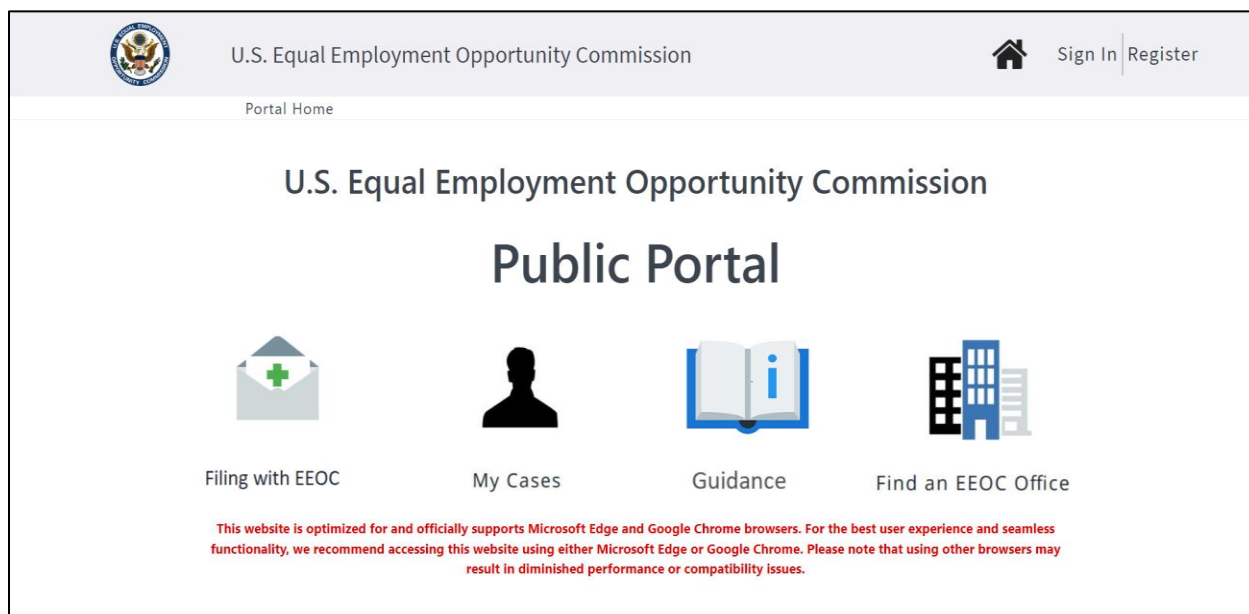 U.S. Equal Employment Opportunity Commission
Sign In Register
Portal Home
U.S. Equal Employment Opportunity Commission
Public Portal
Filing with EEOC
My Cases
Guidance
Find an EEOC Office
This website is optimized for and officially supports Microsoft Edge and Google Chrome browsers. For the best user experience and seamless
functionality, we recommend accessing this website using either Microsoft Edge or Google Chrome. Please note that using other browsers may
result in diminished performance or compatibility issues.